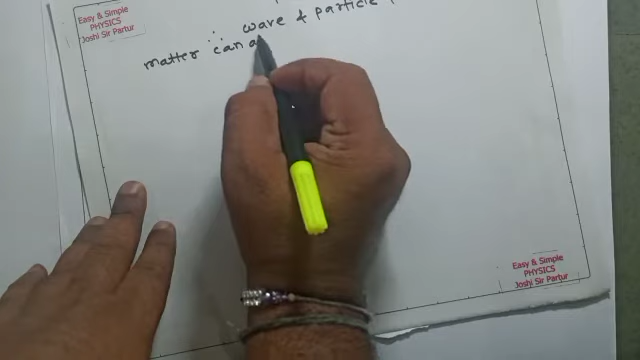 Easy & Simple
PHYSICS
Joshi Sir Partur
∴ wave & particle
matter can a
Easy & Simple
PHYSICS
Joshi Sir Partur